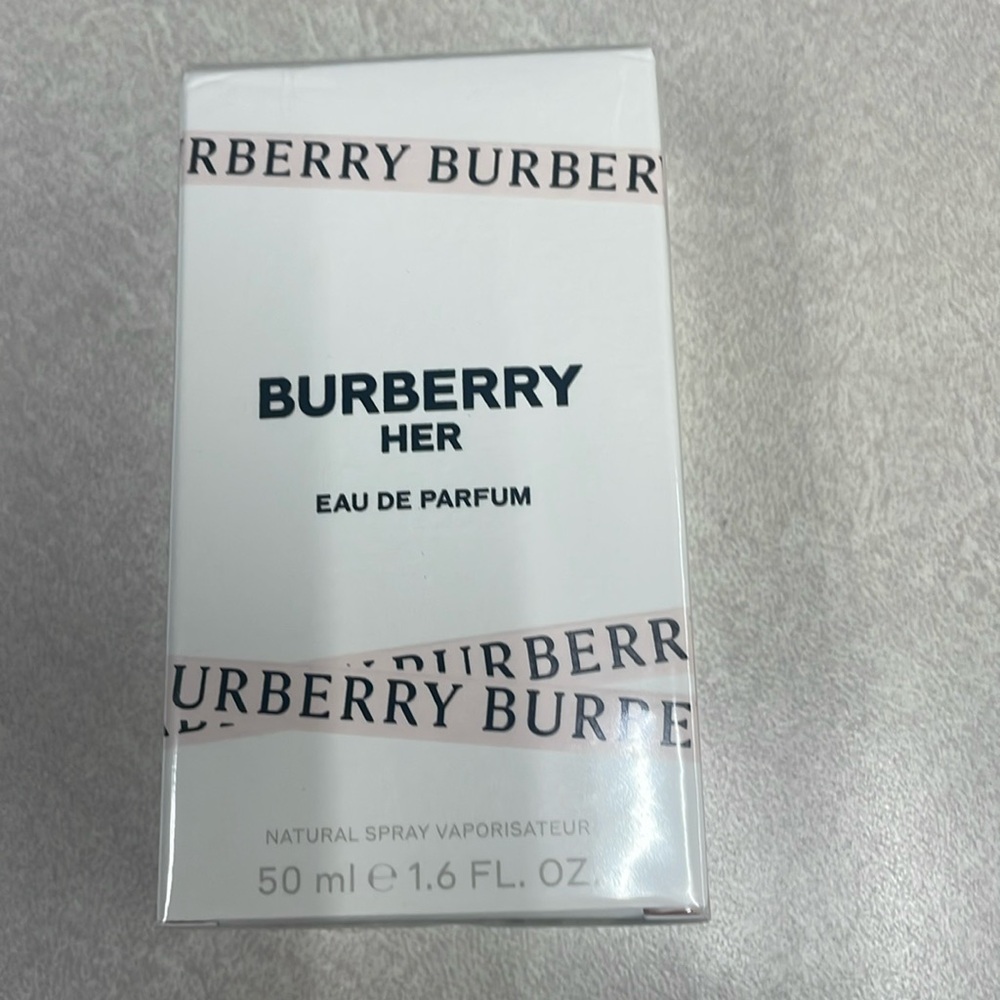 RBERRY BURBER
BURBERRY
HER
EAU DE PARFUM
BURBERR
URBERRY BURBE
NATURAL SPRAY VAPORISATEUR
50 ml ℮ 1.6 FL. OZ.